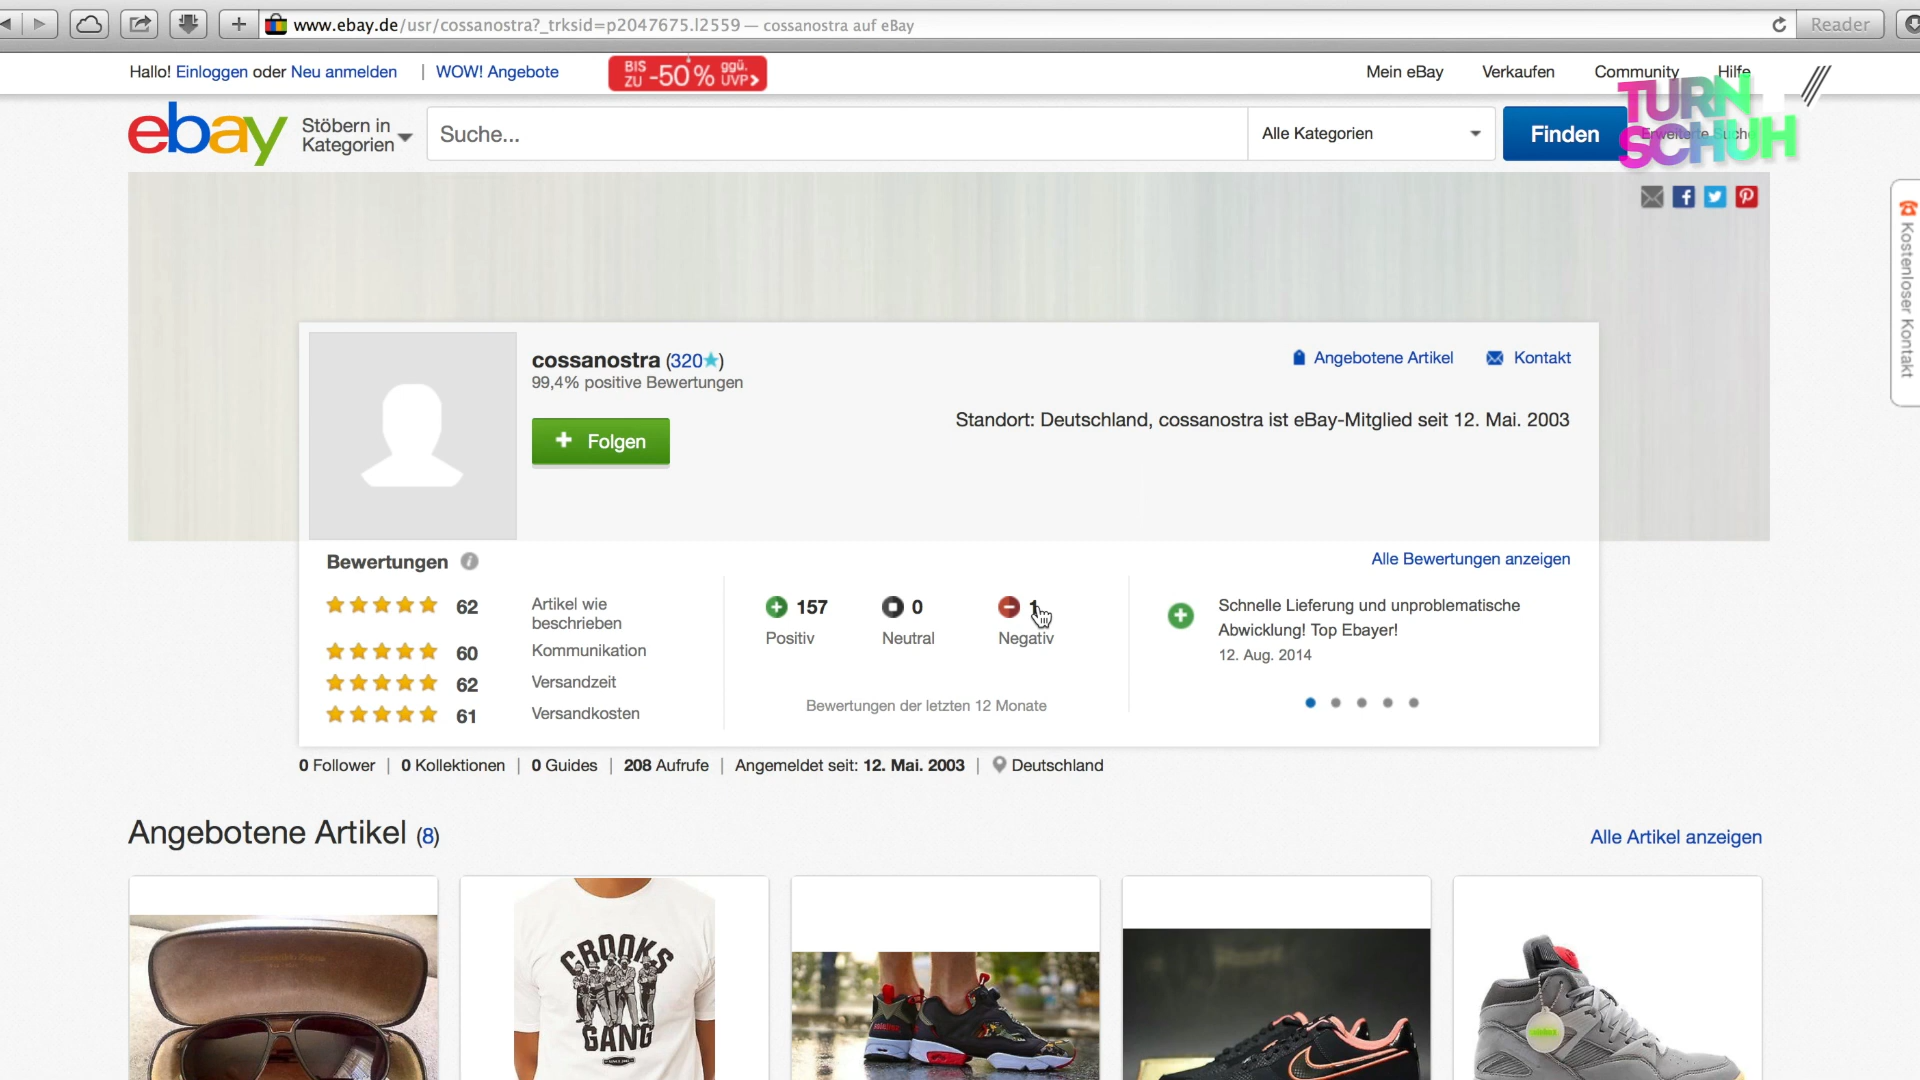 www.ebay.de/usr/cossanostra?_trksid=p2047675.l2559 — cossanostra auf eBay
Reader
Hallo! Einloggen oder Neu anmelden | WOW! Angebote
BIS ZU -50% ggü. UVP
Mein eBay Verkaufen Community Hilfe
TURN
SCHUH
ebay
Stöbern in
Kategorien
Suche...
Alle Kategorien
Finden
Erweiterte Suche
Kostenloser Kontakt
cossanostra (320)
99,4% positive Bewertungen
Folgen
Angebotene Artikel Kontakt
Standort: Deutschland, cossanostra ist eBay-Mitglied seit 12. Mai. 2003
Bewertungen
Alle Bewertungen anzeigen
62 Artikel wie
beschrieben
60 Kommunikation
62 Versandzeit
61 Versandkosten
157 Positiv
0 Neutral
1 Negativ
Bewertungen der letzten 12 Monate
Schnelle Lieferung und unproblematische
Abwicklung! Top Ebayer!
12. Aug. 2014
0 Follower | 0 Kollektionen | 0 Guides | 208 Aufrufe | Angemeldet seit: 12. Mai. 2003 | Deutschland
Angebotene Artikel (8)
Alle Artikel anzeigen
CROOKS
GANG